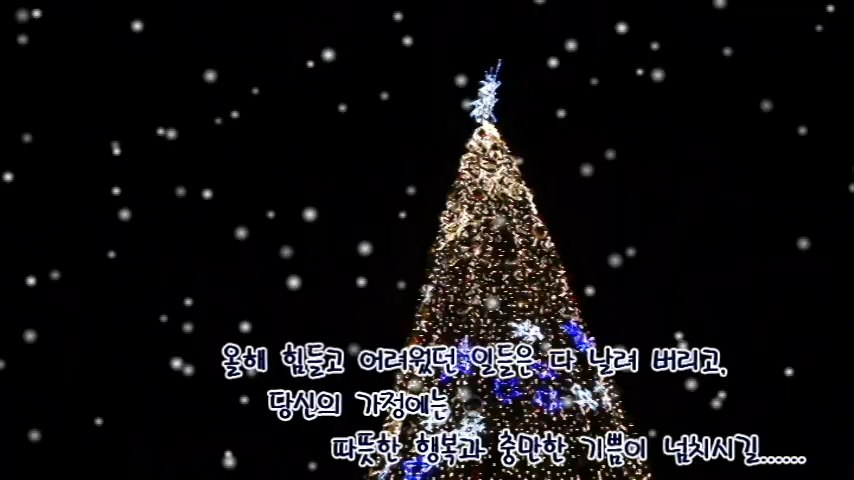 올해 힘들고 어려웠던 일들은 다 날려 버리고,
당신의 가정에는
따뜻한 행복과 충만한 기쁨이 넘치시길......